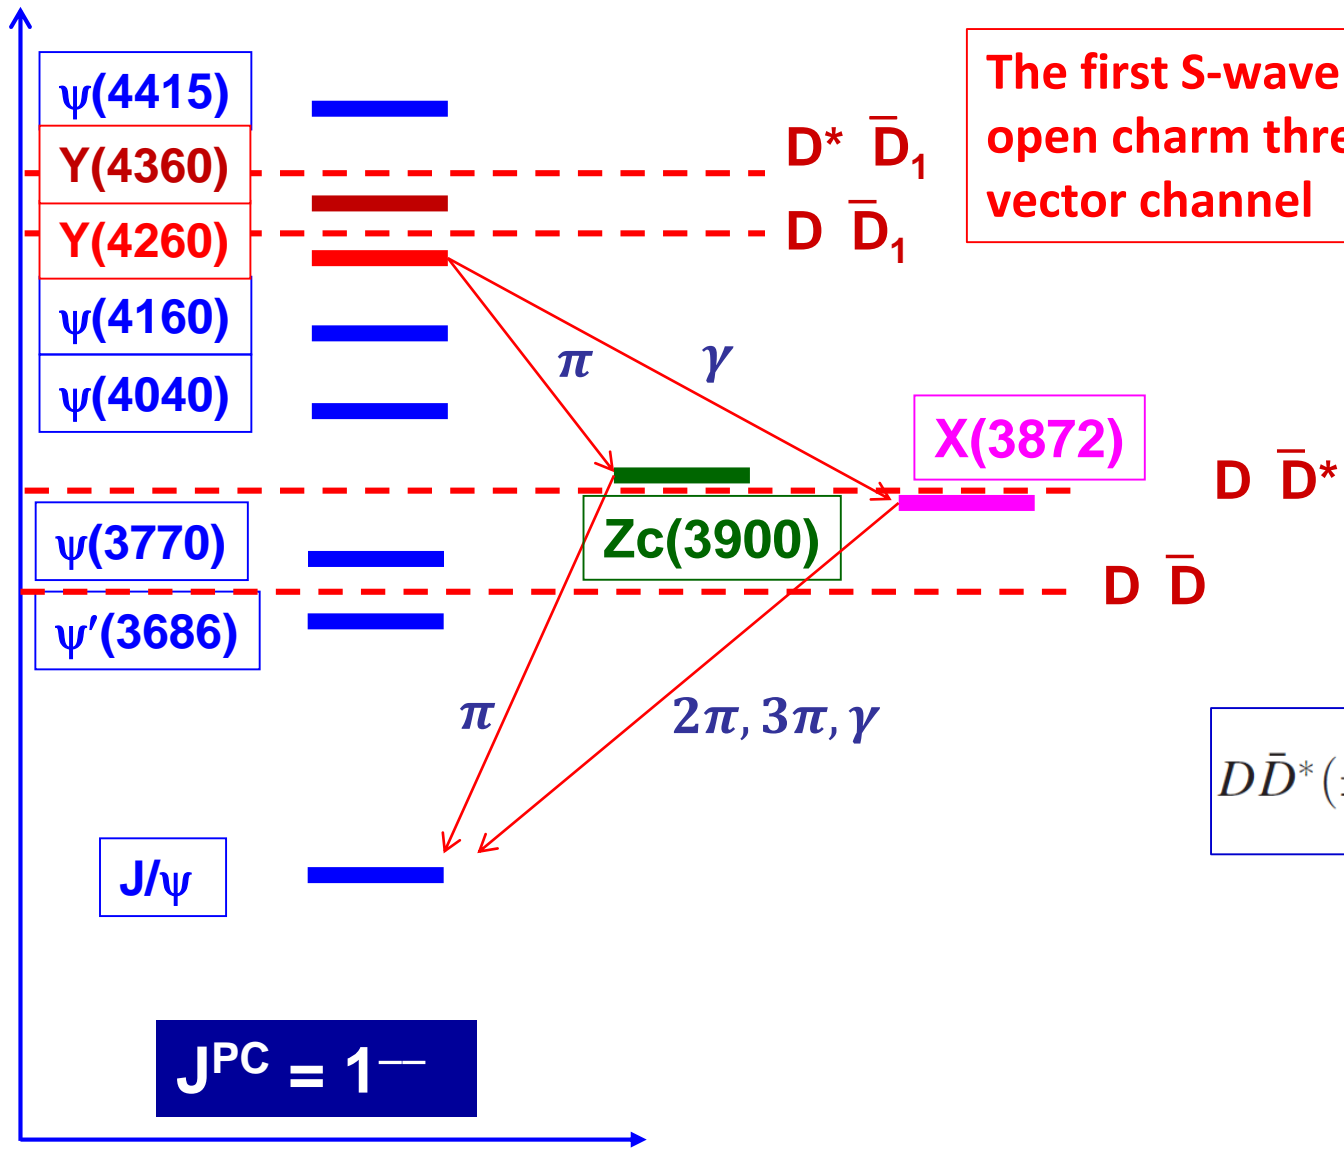 ψ(4415)
Y(4360)
Y(4260)
ψ(4160)
ψ(4040)
ψ(3770)
ψ′(3686)
J/ψ
D* D̄₁
D D̄₁
The first S-wave
open charm
vector channel
π
γ
X(3872)
Zc(3900)
D D̄*
D D̄
π
2π, 3π, γ
DD̄*(
Jᴾᶜ = 1⁻⁻